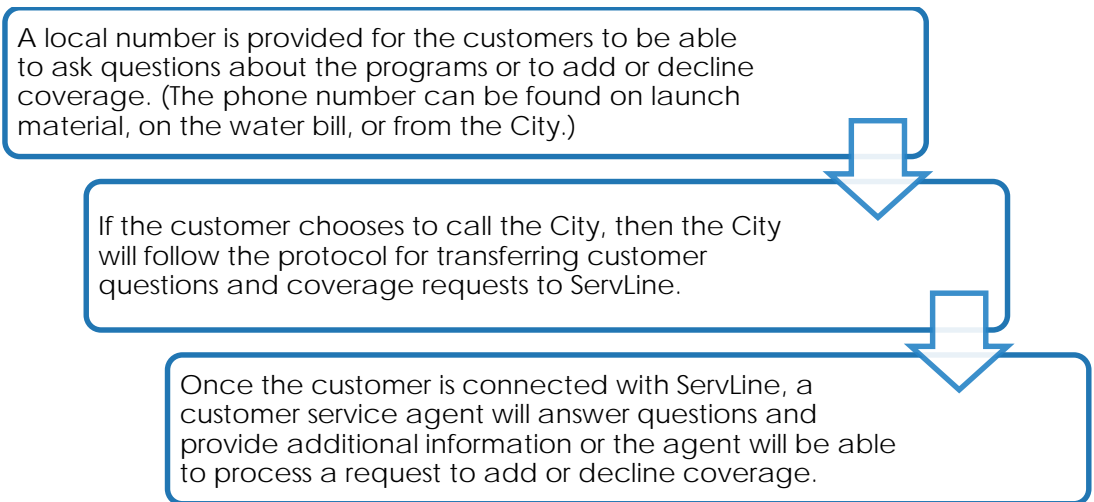 A local number is provided for the customers to be able
to ask questions about the programs or to add or decline
coverage. (The phone number can be found on launch
material, on the water bill, or from the City.)
If the customer chooses to call the City, then the City
will follow the protocol for transferring customer
questions and coverage requests to ServLine.
Once the customer is connected with ServLine, a
customer service agent will answer questions and
provide additional information or the agent will be able
to process a request to add or decline coverage.